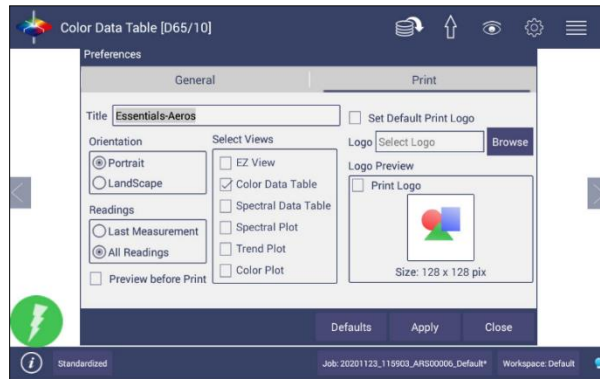 Color Data Table [D65/10]
Preferences
General
Print
Title Essentials-Aeros
Set Default Print Logo
Orientation
Portrait
LandScape
Select Views
EZ View
Color Data Table
Spectral Data Table
Spectral Plot
Trend Plot
Color Plot
Logo Select Logo Browse
Logo Preview
Print Logo
Size: 128 x 128 pix
Readings
Last Measurement
All Readings
Preview before Print
Defaults
Apply
Close
Standardized
Job: 20201123_115903_ARS00006_Default*
Workspace: Default